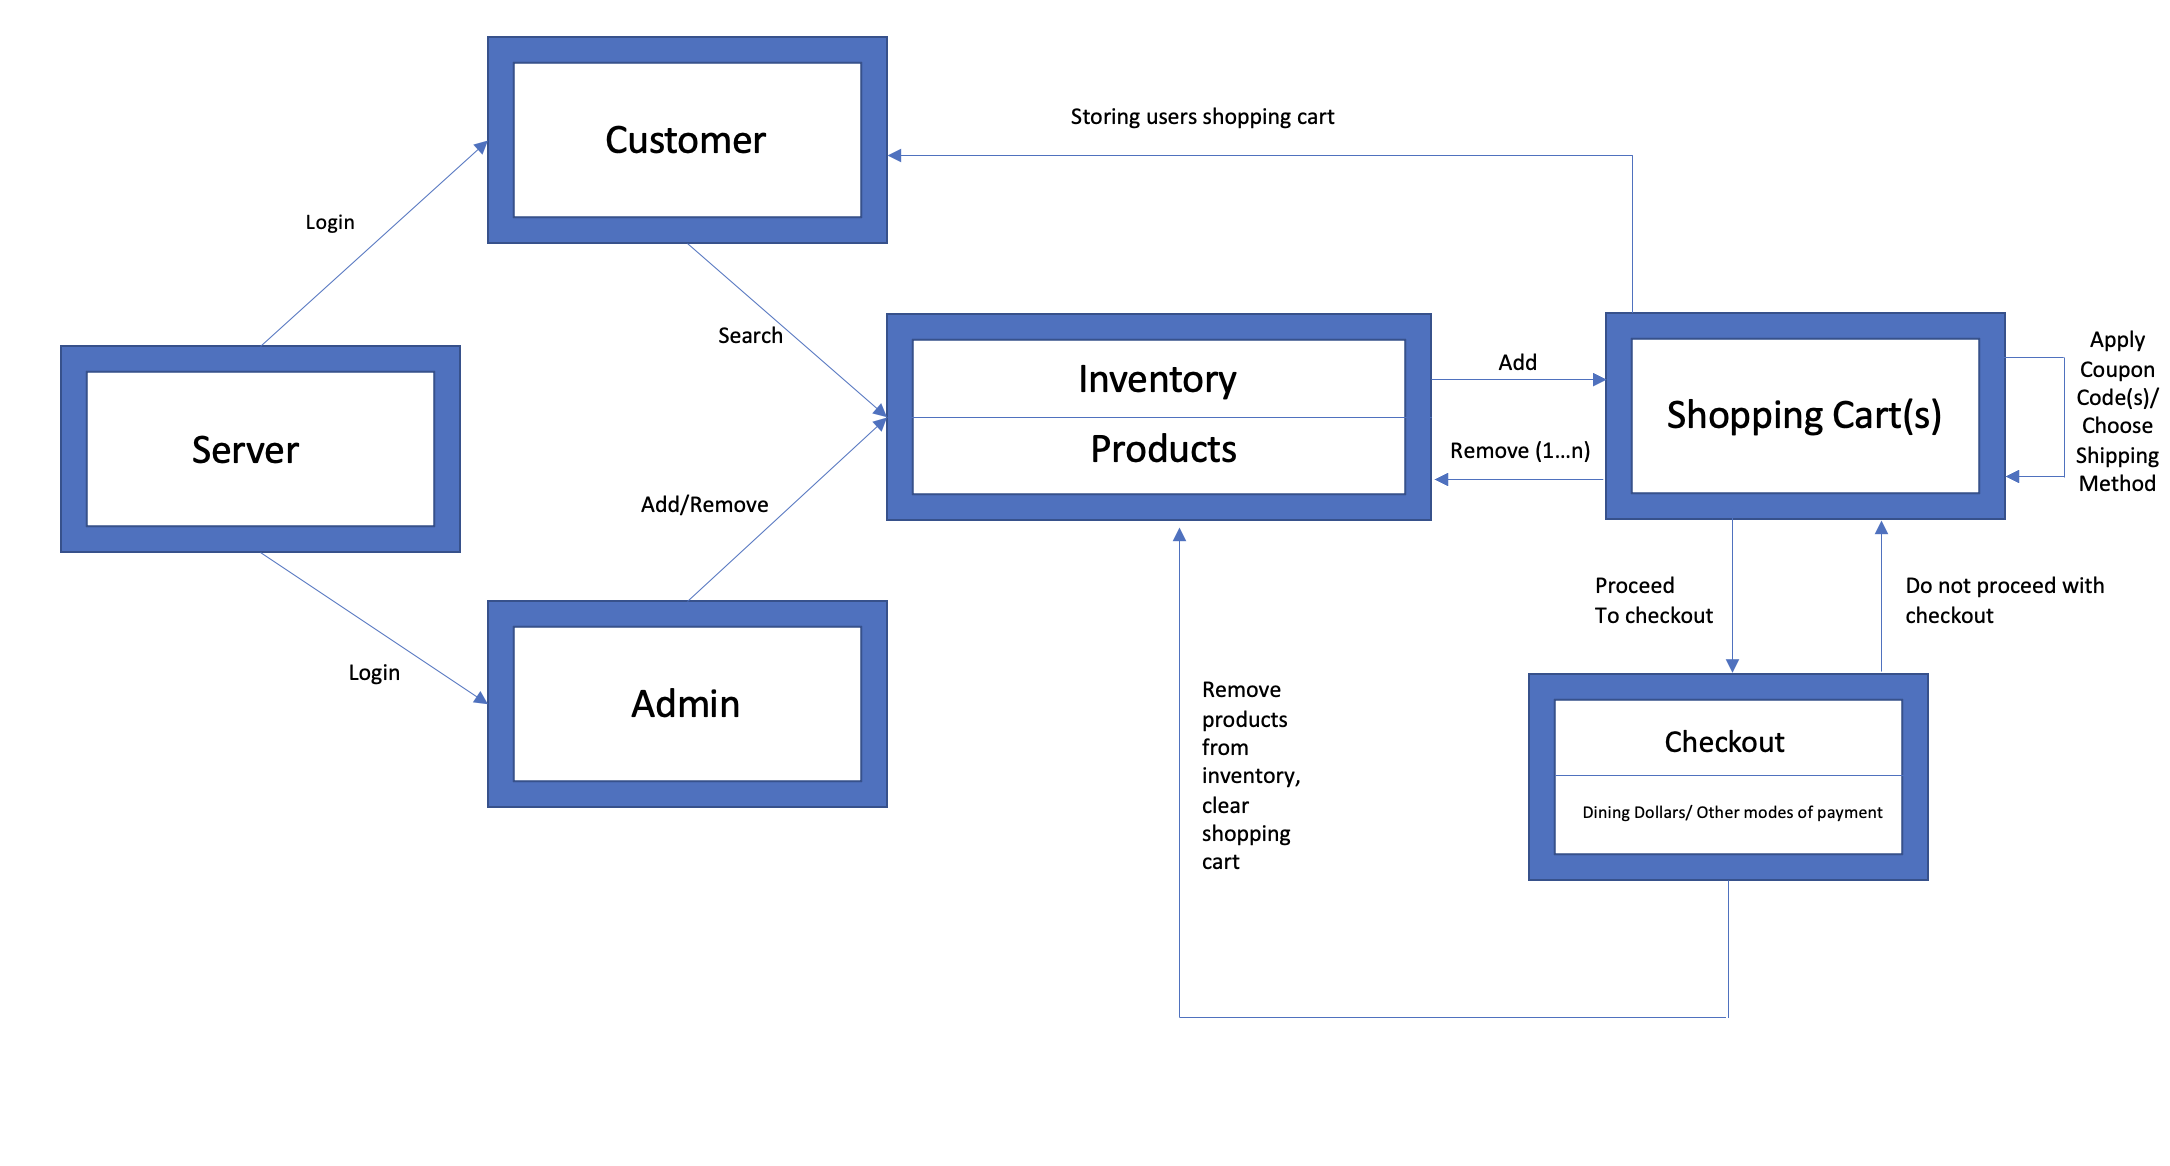 Customer
Storing users shopping cart
Login
Search
Inventory
Products
Add
Remove (1...n)
Shopping Cart(s)
Apply
Coupon
Code(s)/
Choose
Shipping
Method
Server
Add/Remove
Login
Admin
Proceed
To checkout
Do not proceed with
checkout
Remove
products
from
inventory,
clear
shopping
cart
Checkout
Dining Dollars/ Other modes of payment